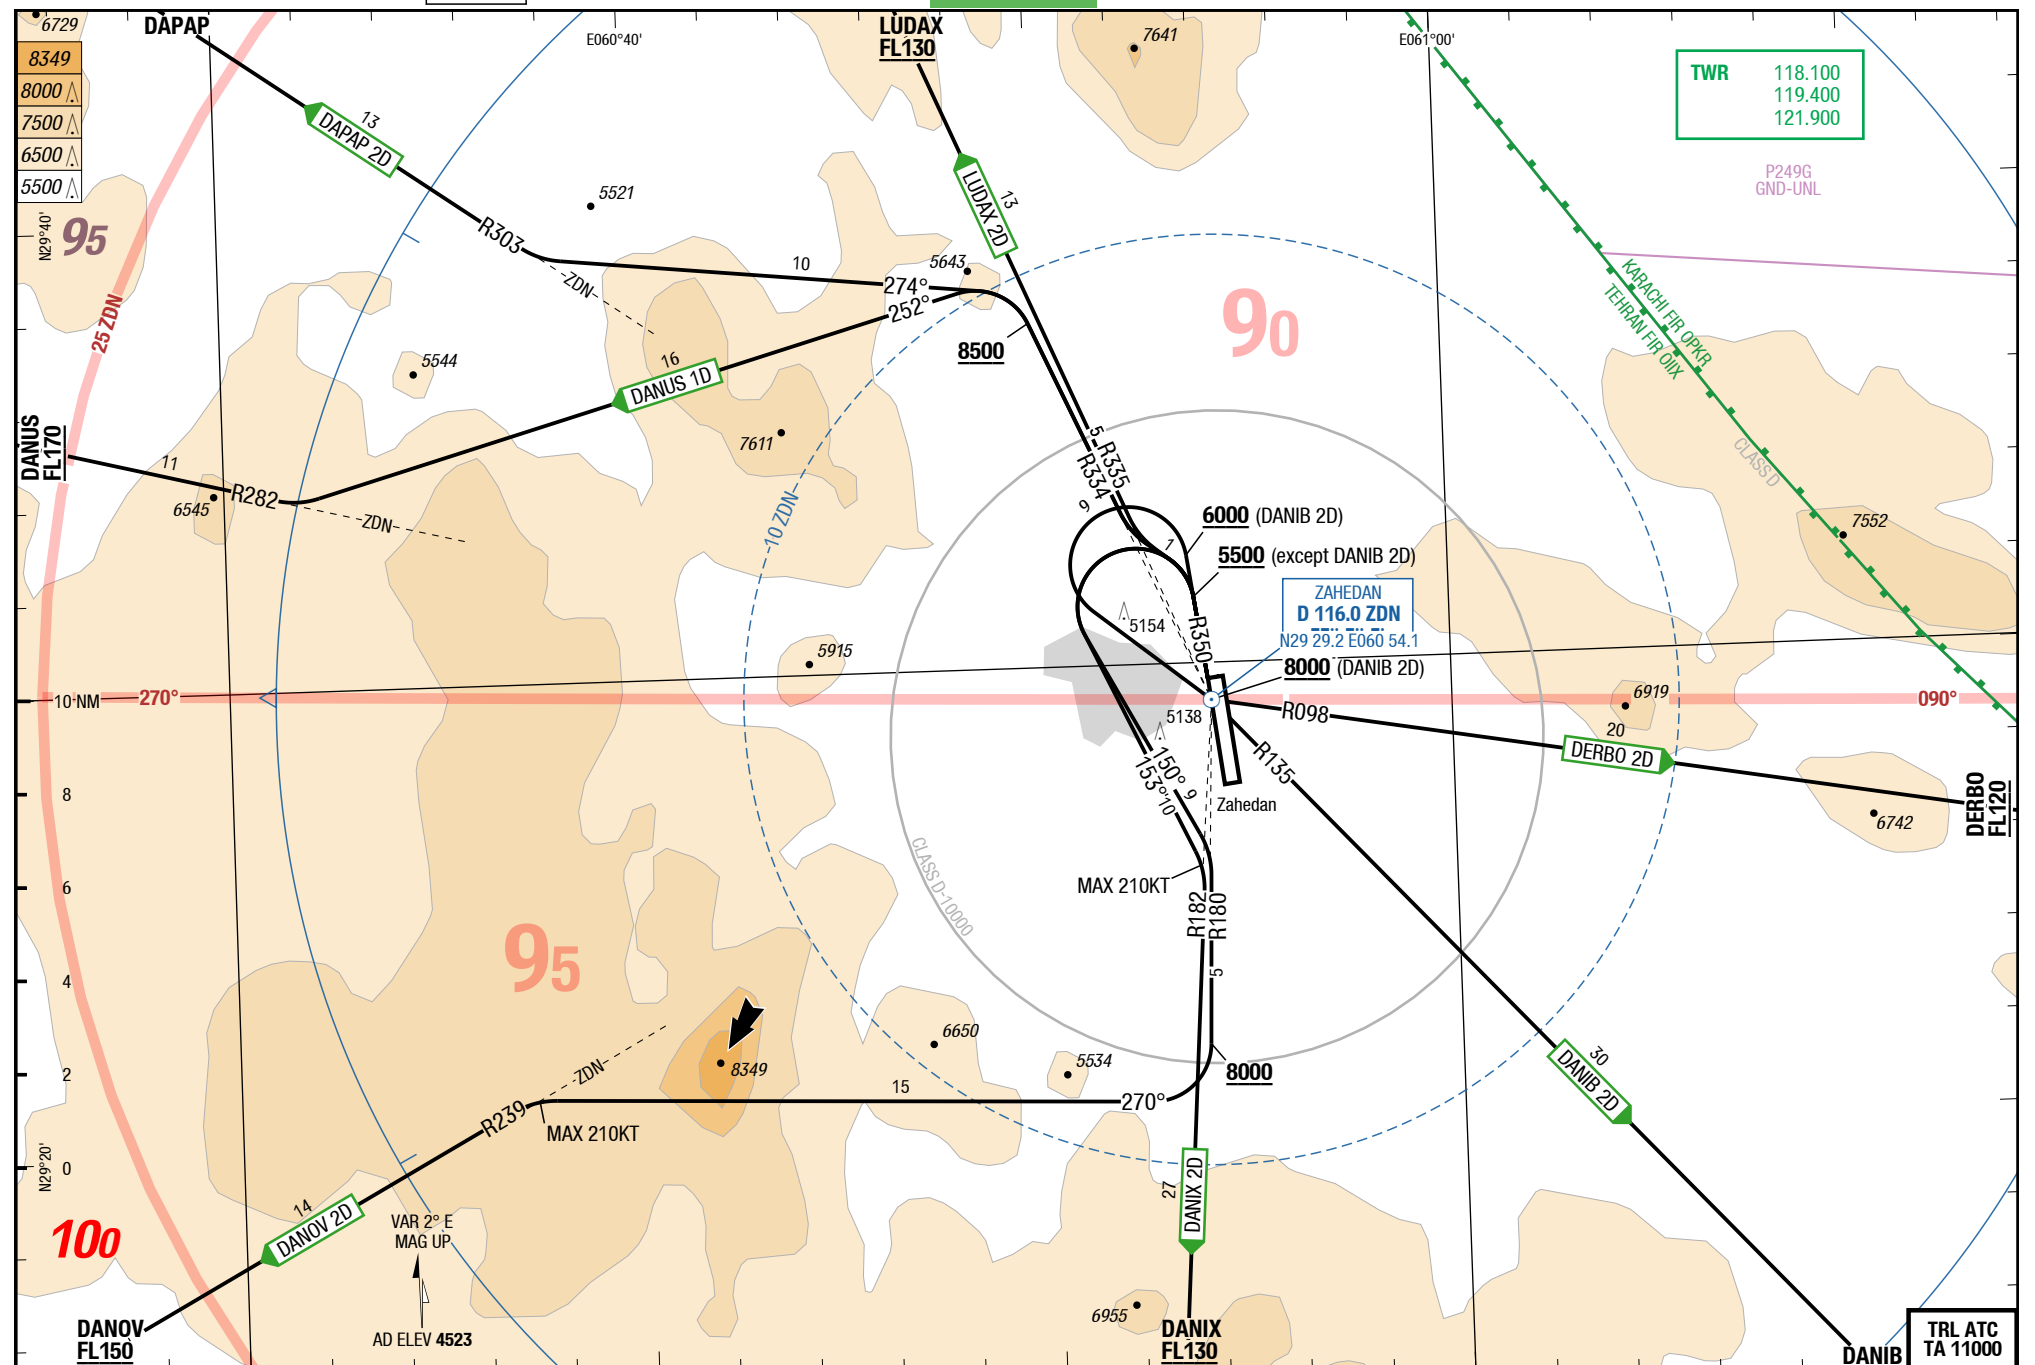 6729
DAPAP
E060°40'
LUDAX
FL130
7641
E061°00'
TWR 118.100
119.400
121.900
8349
8000
7500
6500
5500
13
DAPAP 2D
P249G
GND-UNL
LUDAX 2D
13
5521
N29°40'
95
R303
ZDN
10
274°
252°
5643
90
KARACHI FIR OPKR
TEHRAN FIR OIIX
25 ZDN
8500
5544
16
DANUS 1D
7611
DANUS
FL170
11
R282
6545
ZDN
10 ZDN
5
R335
R334
9
1
CLASS D
7552
6000 (DANIB 2D)
5500 (except DANIB 2D)
ZAHEDAN
D 116.0 ZDN
N29 29.2 E060 54.1
5154
R350
5915
8000 (DANIB 2D)
10 NM
270°
5138
R098
6919
090°
20
DERBO 2D
R135
150° 9
153° 10
Zahedan
DERBO
FL120
6742
8
6
4
2
0
CLASS D-10000
MAX 210KT
R182
R180
5
95
6650
8349
5534
ZDN
15
270°
8000
R239
MAX 210KT
30
DANIB 2D
N29°20'
14
DANOV 2D
27
DANIX 2D
100
VAR 2° E
MAG UP
AD ELEV 4523
DANOV
FL150
6955
DANIX
FL130
DANIB
TRL ATC
TA 11000